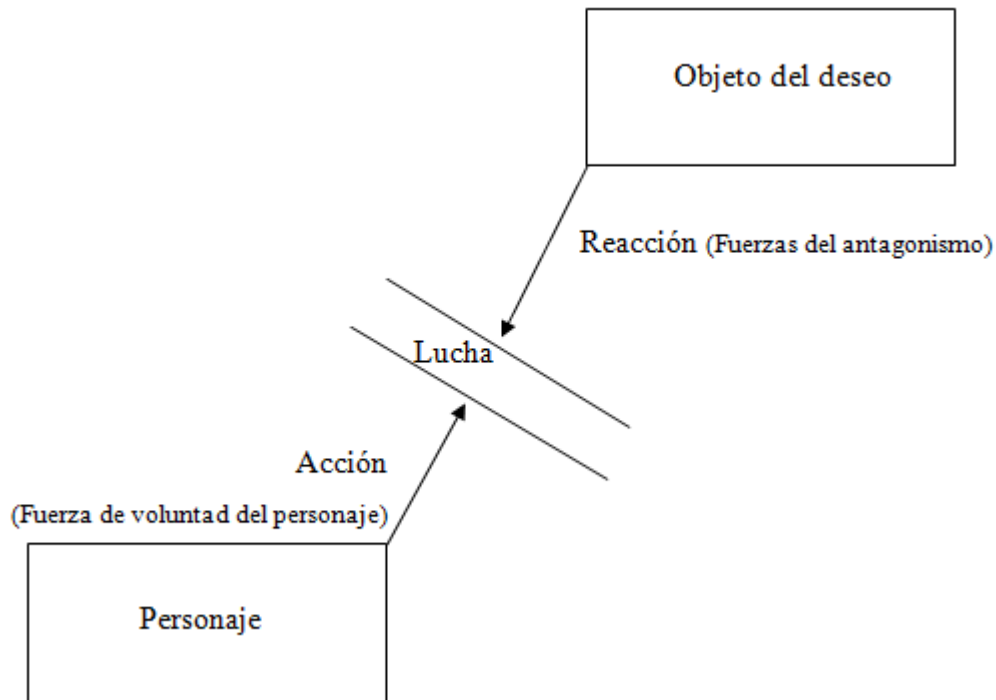 Objeto del deseo
Reacción (Fuerzas del antagonismo)
Lucha
Acción
(Fuerza de voluntad del personaje)
Personaje